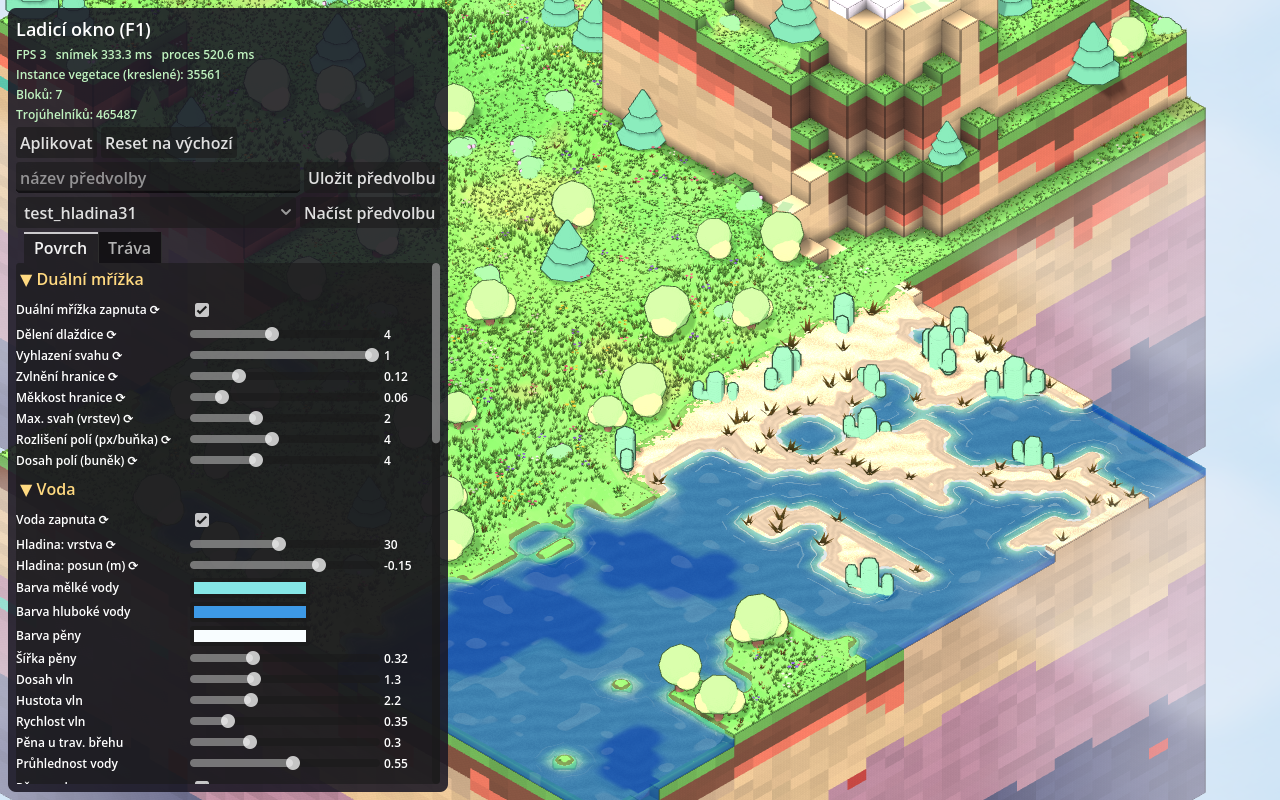 Ladicí okno (F1)
FPS 3 snímek 333.3 ms proces 520.6 ms
Instance vegetace (kreslené): 35561
Bloků: 7
Trojúhelníků: 465487
Aplikovat Reset na výchozí
název předvolby Uložit předvolbu
test_hladina31 Načíst předvolbu
Povrch Tráva
▼ Duální mřížka
Duální mřížka zapnuta ⟳
Dělení dlaždice ⟳ 4
Vyhlazení svahu ⟳ 1
Zvlnění hranice ⟳ 0.12
Měkkost hranice ⟳ 0.06
Max. svah (vrstev) ⟳ 2
Rozlišení polí (px/buňka) ⟳ 4
Dosah polí (buněk) ⟳ 4
▼ Voda
Voda zapnuta ⟳
Hladina: vrstva ⟳ 30
Hladina: posun (m) ⟳ -0.15
Barva mělké vody
Barva hluboké vody
Barva pěny
Šířka pěny 0.32
Dosah vln 1.3
Hustota vln 2.2
Rychlost vln 0.35
Pěna u trav. břehu 0.3
Průhlednost vody 0.55